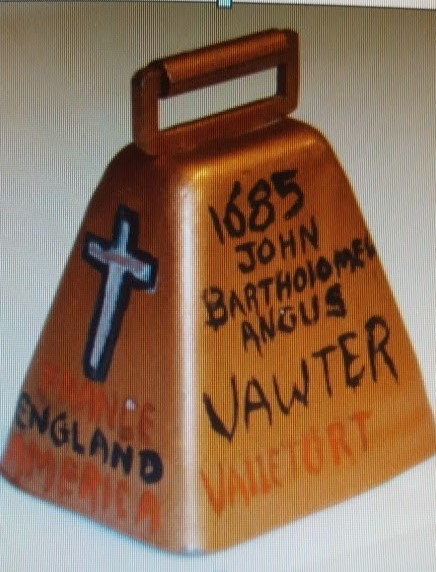 FRANCE
ENGLAND
AMERICA
1685
JOHN
BARTHOLOMEW
ANGUS
VAWTER
VALLETORT